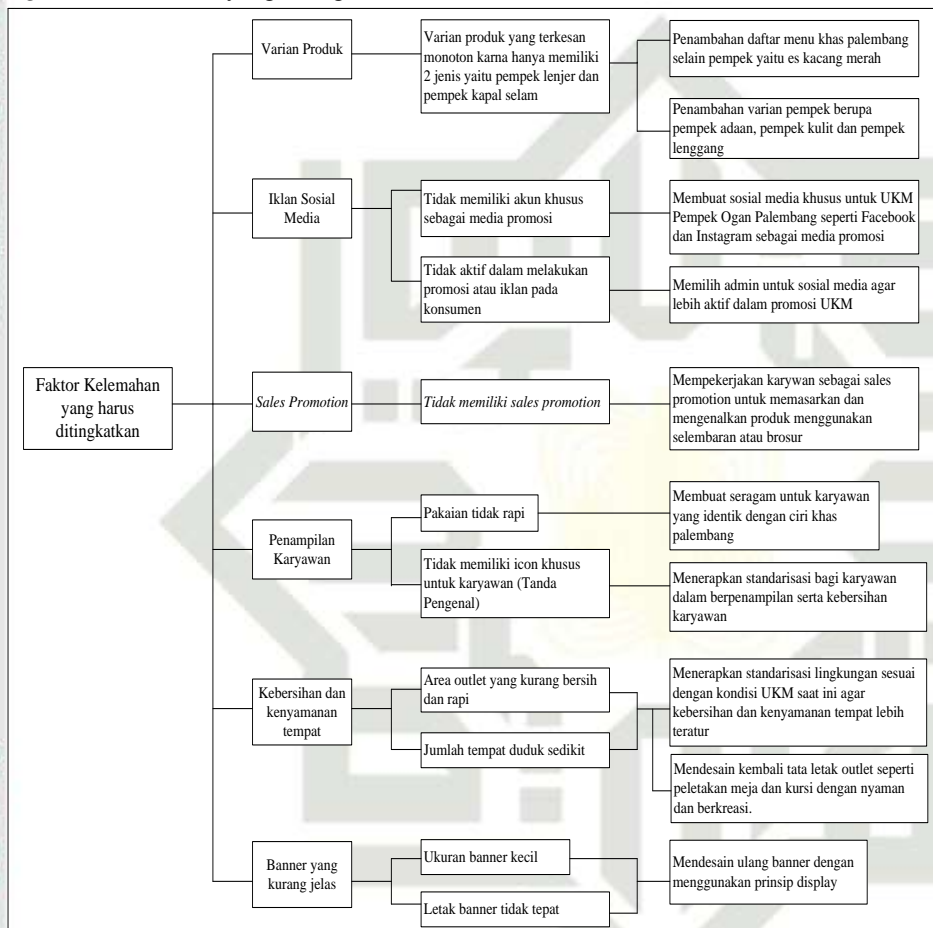 Varian Produk
Varian produk yang terkesan
monoton karna hanya memiliki
2 jenis yaitu pempek lenjer dan
pempek kapal selam
Penambahan daftar menu khas palembang
selain pempek yaitu es kacang merah
Penambahan varian pempek berupa
pempek adaan, pempek kulit dan pempek
lenggang
Iklan Sosial
Media
Tidak memiliki akun khusus
sebagai media promosi
Membuat sosial media khusus untuk UKM
Pempek Ogan Palembang seperti Facebook
dan Instagram sebagai media promosi
Tidak aktif dalam melakukan
promosi atau iklan pada
konsumen
Memilih admin untuk sosial media agar
lebih aktif dalam promosi UKM
Faktor Kelemahan
yang harus
ditingkatkan
Sales Promotion
Tidak memiliki sales promotion
Mempekerjakan karywan sebagai sales
promotion untuk memasarkan dan
mengenalkan produk menggunakan
selembaran atau brosur
Penampilan
Karyawan
Pakaian tidak rapi
Membuat seragam untuk karyawan
yang identik dengan ciri khas
palembang
Tidak memiliki icon khusus
untuk karyawan (Tanda
Pengenal)
Menerapkan standarisasi bagi karyawan
dalam berpenampilan serta kebersihan
karyawan
Kebersihan dan
kenyamanan
tempat
Area outlet yang kurang bersih
dan rapi
Jumlah tempat duduk sedikit
Menerapkan standarisasi lingkungan sesuai
dengan kondisi UKM saat ini agar
kebersihan dan kenyamanan tempat lebih
teratur
Mendesain kembali tata letak outlet seperti
peletakan meja dan kursi dengan nyaman
dan berkreasi.
Banner yang
kurang jelas
Ukuran banner kecil
Letak banner tidak tepat
Mendesain ulang banner dengan
menggunakan prinsip display